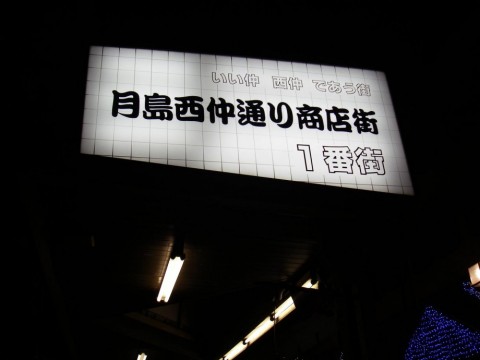 いい仲 西仲 であう街
月島西仲通り商店街
1番街